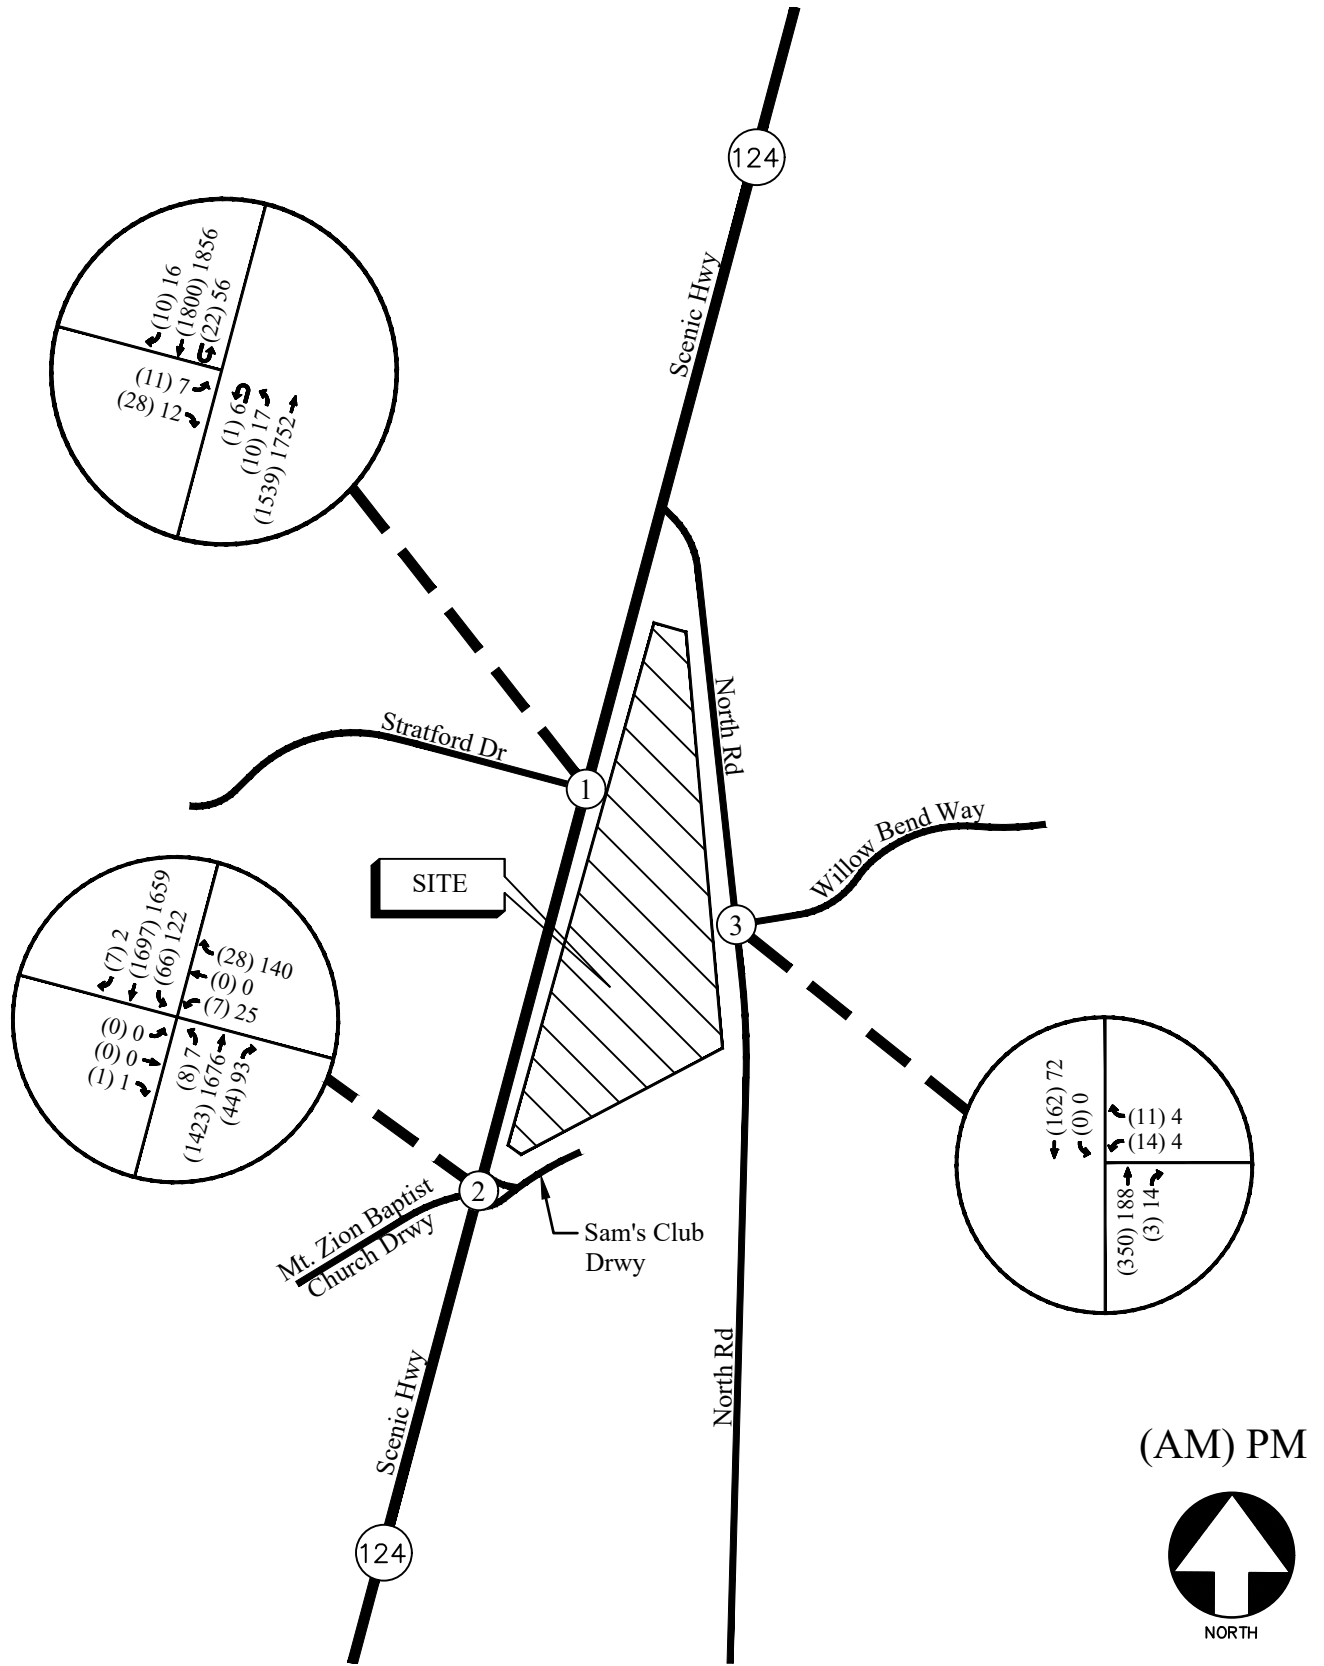 124
Scenic Hwy
(10) 16
(1800) 1856
(22) 56
(11) 7
(28) 12
(1) 6
(10) 17
(1539) 1752
North Rd
Stratford Dr
1
Willow Bend Way
SITE
3
(7) 2
(1697) 1659
(66) 122
(28) 140
(0) 0
(7) 25
(0) 0
(0) 0
(1) 1
(8) 7
(1423) 1676
(44) 93
(162) 72
(0) 0
(11) 4
(14) 4
(350) 188
(3) 14
2
Mt. Zion Baptist
Church Drwy
Sam's Club
Drwy
North Rd
Scenic Hwy
(AM) PM
124
NORTH